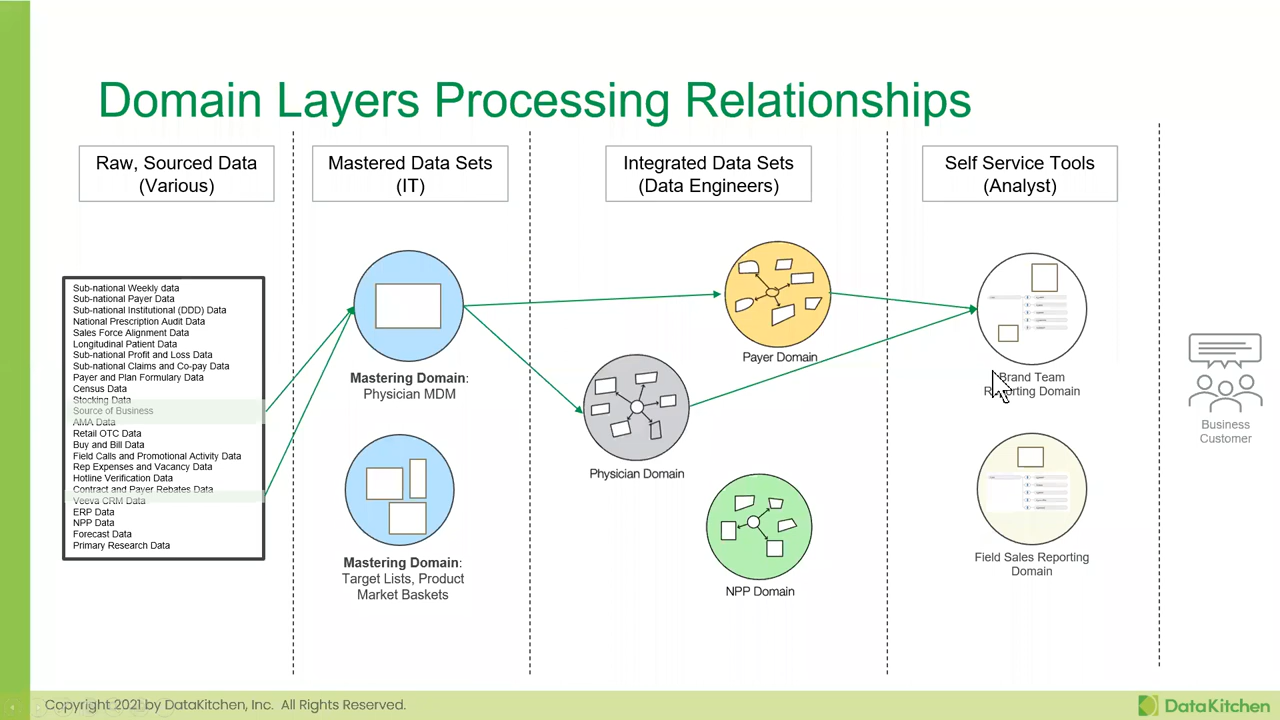 Domain Layers Processing Relationships
Raw, Sourced Data
(Various)
Mastered Data Sets
(IT)
Integrated Data Sets
(Data Engineers)
Self Service Tools
(Analyst)
Sub-national Weekly data
Sub-national Payer Data
Sub-national Institutional (DDD) Data
National Prescription Audit Data
Sales Force Alignment Data
Longitudinal Patient Data
Sub-national Profit and Loss Data
Sub-national Claims and Co-pay Data
Payer and Plan Formulary Data
Census Data
Stocking Data
Source of Business
AMA Data
Retail OTC Data
Buy and Bill Data
Field Calls and Promotional Activity Data
Rep Expenses and Vacancy Data
Hotline Verification Data
Contract and Payer Rebates Data
Veeva CRM Data
ERP Data
NPP Data
Forecast Data
Primary Research Data
Mastering Domain:
Physician MDM
Mastering Domain:
Target Lists, Product
Market Baskets
Payer Domain
Physician Domain
NPP Domain
Brand Team
Reporting Domain
Field Sales Reporting
Domain
Business
Customer
Copyright 2021 by DataKitchen, Inc. All Rights Reserved.
DataKitchen